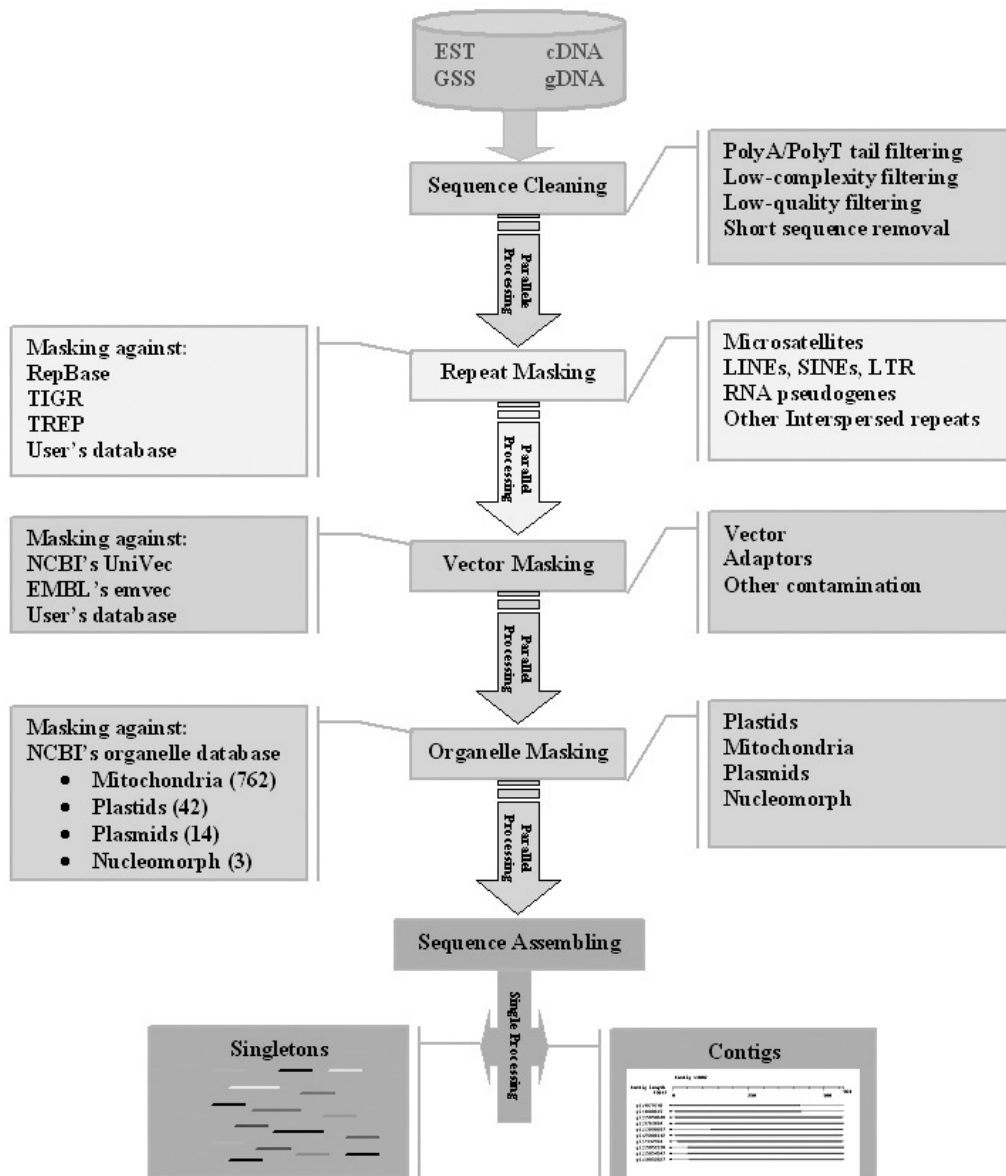 EST cDNA
GSS gDNA
Sequence Cleaning
PolyA/PolyT tail filtering
Low-complexity filtering
Low-quality filtering
Short sequence removal
Parallele
Processing
Masking against:
RepBase
TIGR
TREP
User's database
Repeat Masking
Microsatellites
LINEs, SINEs, LTR
RNA pseudogenes
Other Interspersed repeats
Parallel
Processing
Masking against:
NCBI's UniVec
EMBL's emvec
User's database
Vector Masking
Vector
Adaptors
Other contamination
Parallel
Processing
Masking against:
NCBI's organelle database
• Mitochondria (762)
• Plastids (42)
• Plasmids (14)
• Nucleomorph (3)
Organelle Masking
Plastids
Mitochondria
Plasmids
Nucleomorph
Parallel
Processing
Sequence Assembling
Single Processing
Singletons
Contigs
Contig length
0